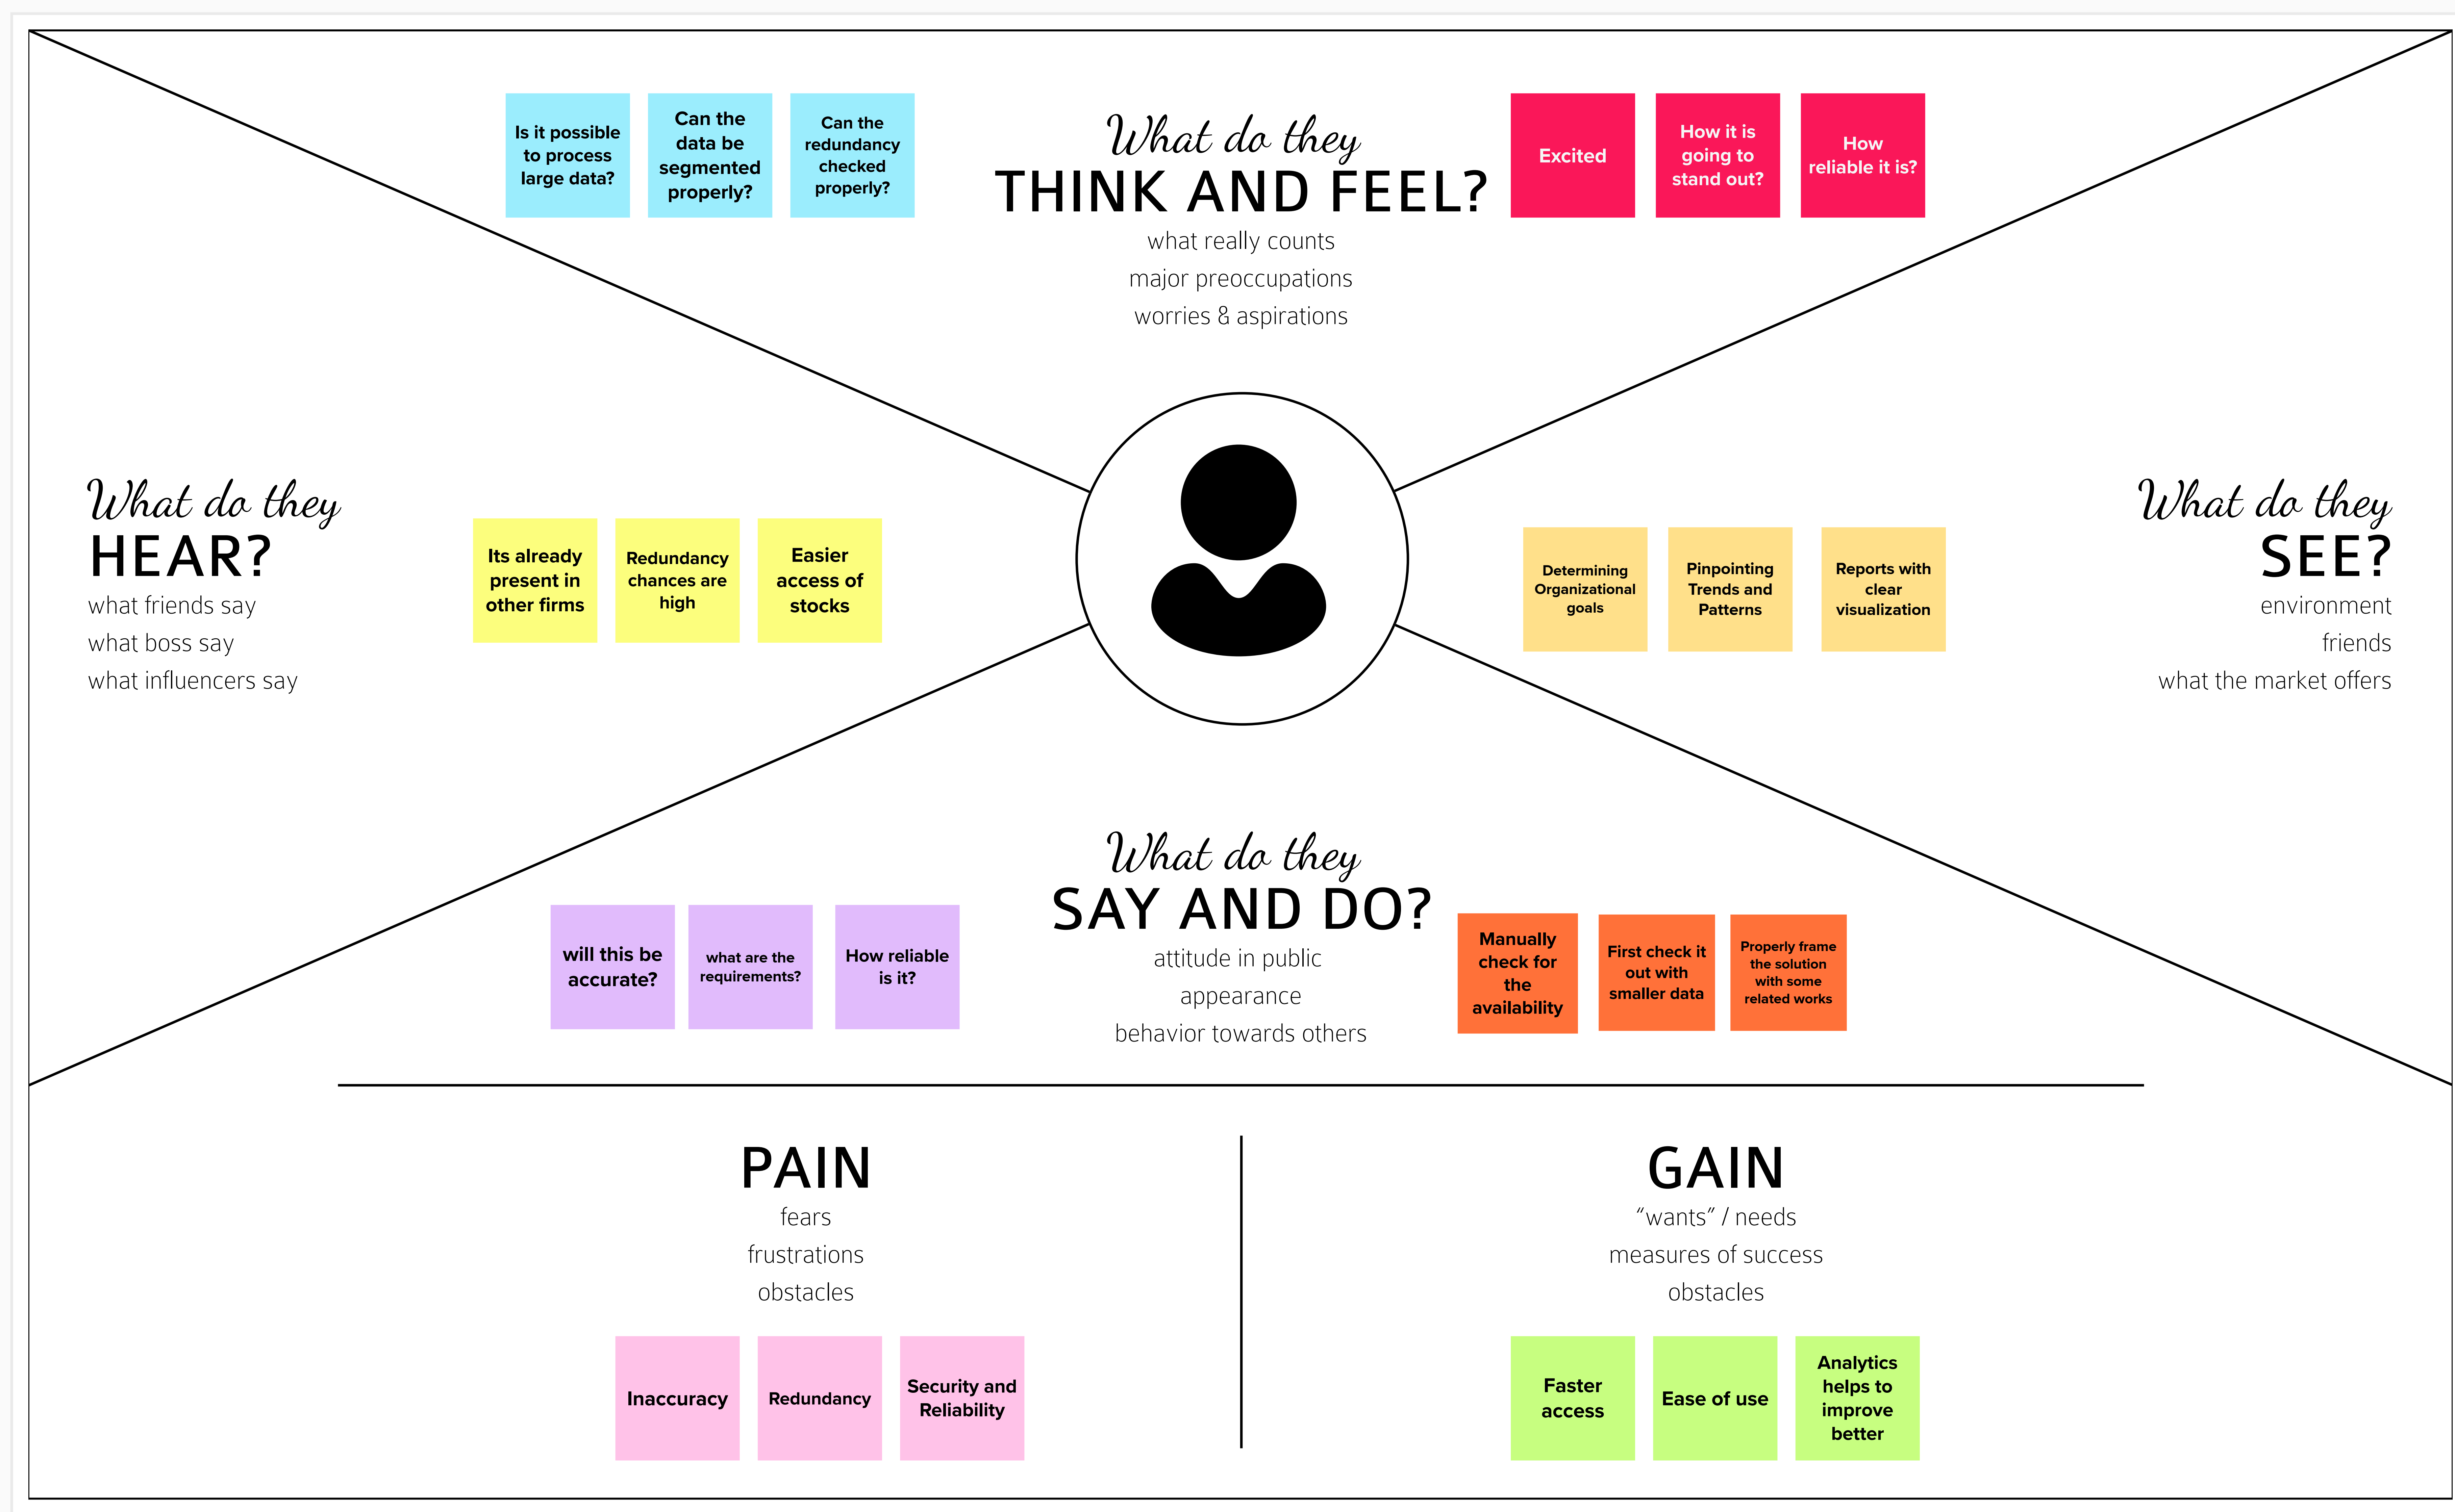 Is it possible
to process
large data?
Can the
data be
segmented
properly?
Can the
redundancy
checked
properly?
What do they
THINK AND FEEL?
what really counts
major preoccupations
worries & aspirations
Excited
How it is
going to
stand out?
How
reliable it is?
What do they
HEAR?
what friends say
what boss say
what influencers say
Its already
present in
other firms
Redundancy
chances are
high
Easier
access of
stocks
Determining
Organizational
goals
Pinpointing
Trends and
Patterns
Reports with
clear
visualization
What do they
SEE?
environment
friends
what the market offers
will this be
accurate?
what are the
requirements?
How reliable
is it?
What do they
SAY AND DO?
attitude in public
appearance
behavior towards others
Manually
check for
the
availability
First check it
out with
smaller data
Properly frame
the solution
with some
related works
PAIN
fears
frustrations
obstacles
Inaccuracy
Redundancy
Security and
Reliability
GAIN
“wants” / needs
measures of success
obstacles
Faster
access
Ease of use
Analytics
helps to
improve
better